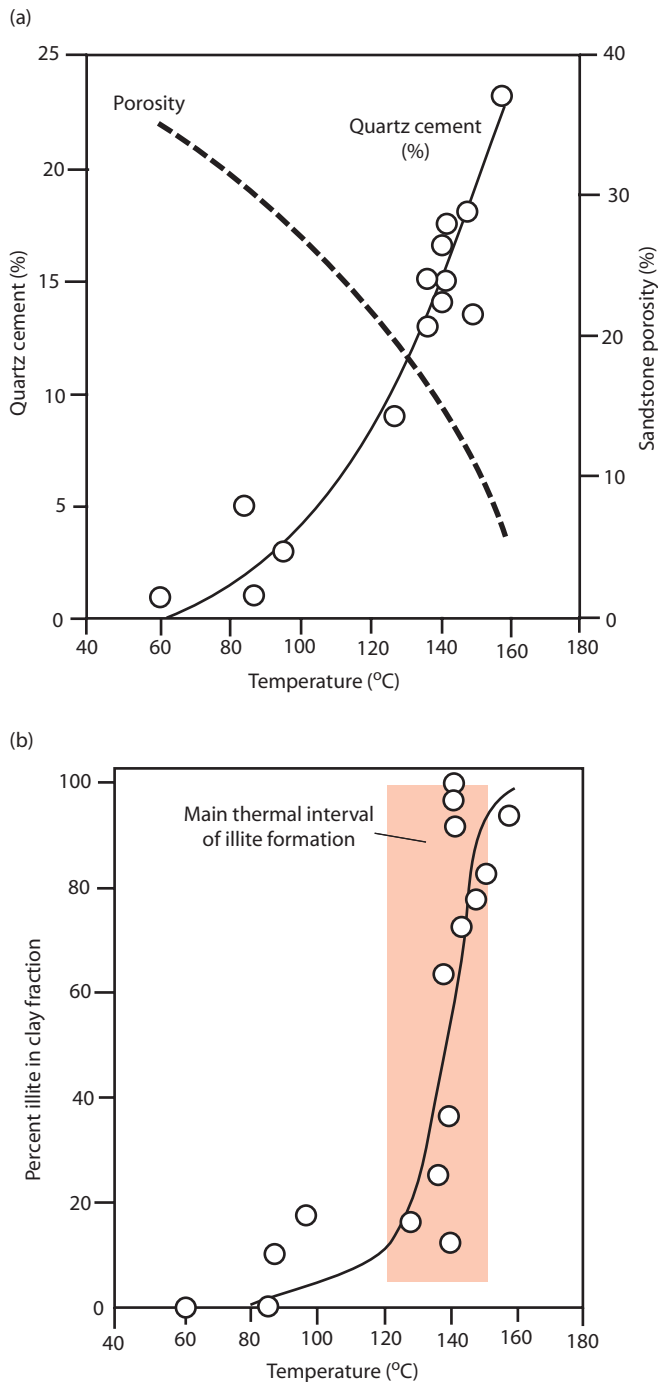 (a)
25
20
15
10
5
0
Quartz cement (%)
40
30
20
10
0
Sandstone porosity (%)
Porosity
Quartz cement
(%)
40 60 80 100 120 140 160 180
Temperature (°C)
(b)
100
80
60
40
20
0
Percent illite in clay fraction
Main thermal interval
of illite formation
40 60 80 100 120 140 160 180
Temperature (°C)